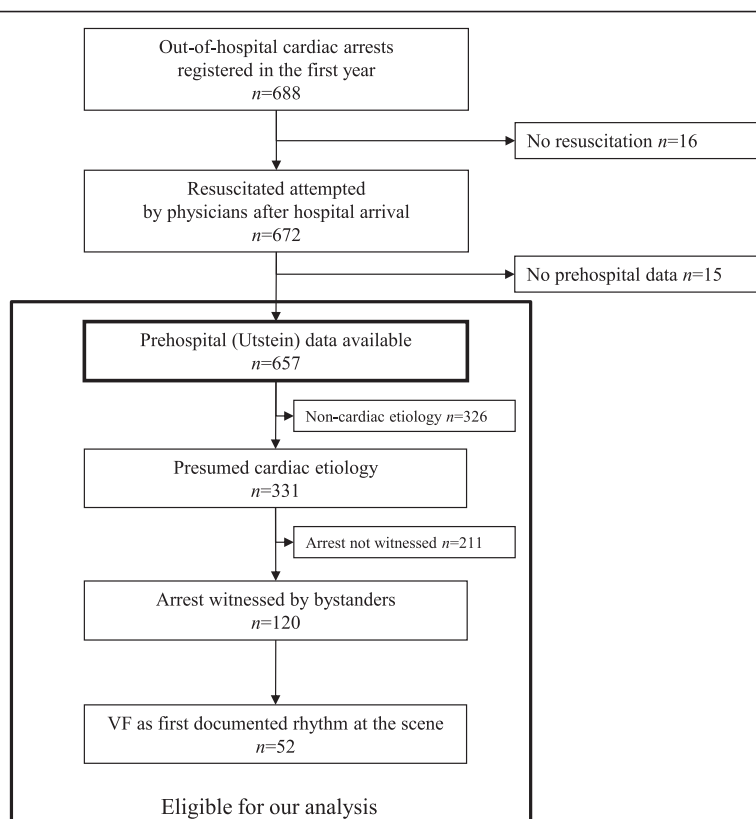 Out-of-hospital cardiac arrests
registered in the first year
n=688
No resuscitation n=16
Resuscitated attempted
by physicians after hospital arrival
n=672
No prehospital data n=15
Prehospital (Utstein) data available
n=657
Non-cardiac etiology n=326
Presumed cardiac etiology
n=331
Arrest not witnessed n=211
Arrest witnessed by bystanders
n=120
VF as first documented rhythm at the scene
n=52
Eligible for our analysis